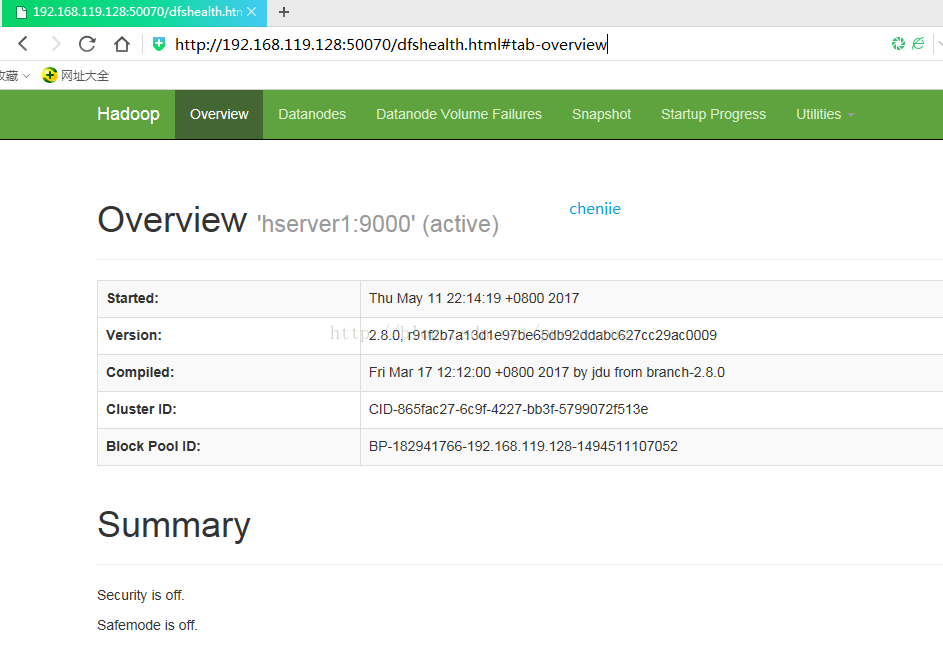 192.168.119.128:50070/dfshealth.htm
http://192.168.119.128:50070/dfshealth.html#tab-overview
收藏 网址大全
Hadoop Overview Datanodes Datanode Volume Failures Snapshot Startup Progress Utilities
Overview 'hserver1:9000' (active) chenjie
Started: Thu May 11 22:14:19 +0800 2017
Version: 2.8.0,
Compiled: Fri Mar 17 12:12:00 +0800 2017 by jdu from branch-2.8.0
Cluster ID: CID-865fac27-6c9f-4227-bb3f-5799072f513e
Block Pool ID: BP-182941766-192.168.119.128-1494511107052
Summary
Security is off.
Safemode is off.